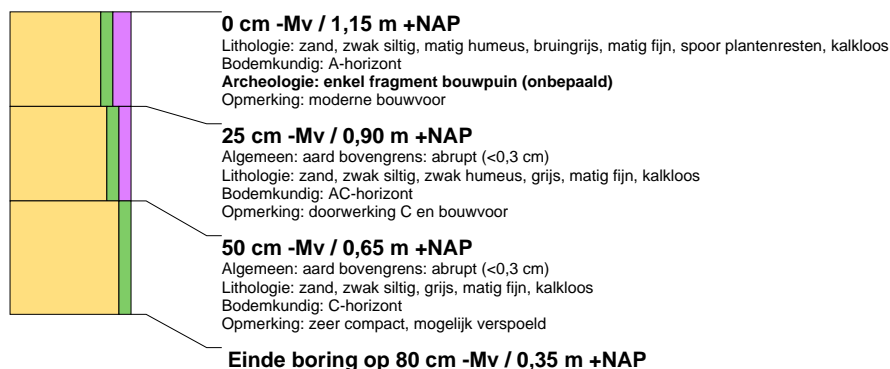 0 cm -Mv / 1,15 m +NAP
Lithologie: zand, zwak siltig, matig humeus, bruingrijs, matig fijn, spoor plantenresten, kalkloos
Bodemkundig: A-horizont
Archeologie: enkel fragment bouwpuin (onbepaald)
Opmerking: moderne bouwvoor
25 cm -Mv / 0,90 m +NAP
Algemeen: aard bovengrens: abrupt (<0,3 cm)
Lithologie: zand, zwak siltig, zwak humeus, grijs, matig fijn, kalkloos
Bodemkundig: AC-horizont
Opmerking: doorwerking C en bouwvoor
50 cm -Mv / 0,65 m +NAP
Algemeen: aard bovengrens: abrupt (<0,3 cm)
Lithologie: zand, zwak siltig, grijs, matig fijn, kalkloos
Bodemkundig: C-horizont
Opmerking: zeer compact, mogelijk verspoeld
Einde boring op 80 cm -Mv / 0,35 m +NAP